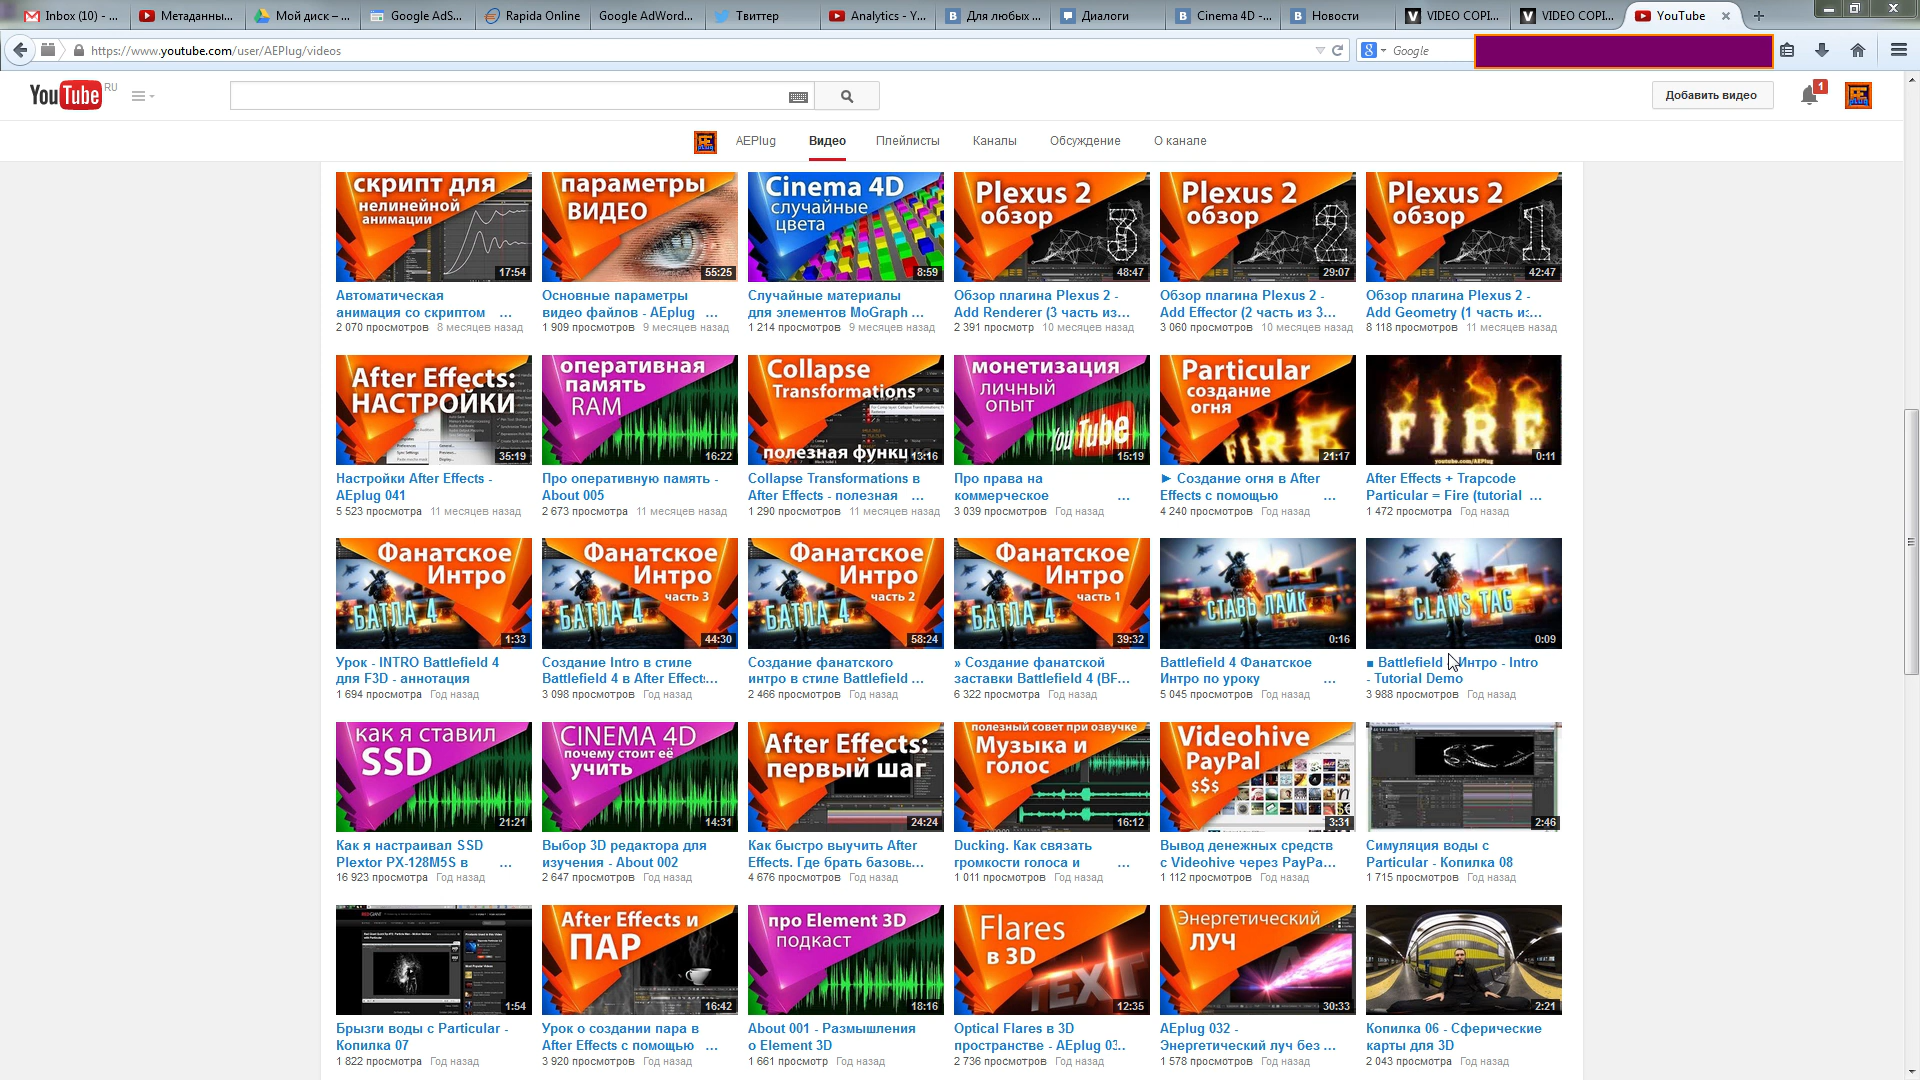 Inbox (10) - ...
Метаданны...
Мой диск – ...
Google AdS...
Rapida Online
Google AdWord...
Твиттер
Analytics - Y...
Для любых ...
Диалоги
Cinema 4D -...
Новости
VIDEO COPI...
VIDEO COPI...
YouTube
https://www.youtube.com/user/AEPlug/videos
Google
YouTube RU
Добавить видео
1
AEPlug
Видео
Плейлисты
Каналы
Обсуждение
О канале
скрипт для
нелинейной
анимации
17:54
параметры
ВИДЕО
55:25
Cinema 4D
случайные
цвета
8:59
Plexus 2
обзор
3
48:47
Plexus 2
обзор
2
29:07
Plexus 2
обзор
1
42:47
Автоматическая
анимация со скриптом ...
2 070 просмотров 8 месяцев назад
Основные параметры
видео файлов - AEplug ...
1 909 просмотров 9 месяцев назад
Случайные материалы
для элементов MoGraph ...
1 214 просмотров 9 месяцев назад
Обзор плагина Plexus 2 -
Add Renderer (3 часть из...
2 391 просмотр 10 месяцев назад
Обзор плагина Plexus 2 -
Add Effector (2 часть из 3...
3 060 просмотров 10 месяцев назад
Обзор плагина Plexus 2 -
Add Geometry (1 часть из...
8 118 просмотров 11 месяцев назад
After Effects:
НАСТРОЙКИ
35:19
оперативная
память
RAM
16:22
Collapse
Transformations
полезная функц
13:16
монетизация
личный
опыт
You Tube
15:19
Particular
создание
огня
FIRE
21:17
FIRE
youtube.com/AEPlug
0:11
Настройки After Effects -
AEplug 041
5 523 просмотра 11 месяцев назад
Про оперативную память -
About 005
2 673 просмотра 11 месяцев назад
Collapse Transformations в
After Effects - полезная ...
1 290 просмотров 11 месяцев назад
Про права на
коммерческое ...
3 039 просмотров Год назад
► Создание огня в After
Effects с помощью ...
4 240 просмотров Год назад
After Effects + Trapcode
Particular = Fire (tutorial ...
1 472 просмотра Год назад
Фанатское
Интро
БАТЛА 4
1:33
Фанатское
Интро
часть 3
БАТЛА 4
44:30
Фанатское
Интро
часть 2
БАТЛА 4
58:24
Фанатское
Интро
часть 1
БАТЛА 4
39:32
СТАВЬ ЛАЙК
0:16
CLANS TAG
0:09
Урок - INTRO Battlefield 4
для F3D - аннотация
1 694 просмотра Год назад
Создание Intro в стиле
Battlefield 4 в After Effects...
3 098 просмотров Год назад
Создание фанатского
интро в стиле Battlefield ...
2 466 просмотров Год назад
» Создание фанатской
заставки Battlefield 4 (BF...
6 322 просмотра Год назад
Battlefield 4 Фанатское
Интро по уроку ...
5 045 просмотров Год назад
■ Battlefield Интро - Intro
- Tutorial Demo
3 988 просмотров Год назад
как я ставил
SSD
21:21
CINEMA 4D
почему стоит её
учить
14:31
After Effects:
первый шаг
24:24
полезный совет при озвучке
Музыка и
голос
16:12
Videohive
PayPal
$$$
3:31
2:46
Как я настраивал SSD
Plextor PX-128M5S в ...
16 923 просмотра Год назад
Выбор 3D редактора для
изучения - About 002
2 647 просмотров Год назад
Как быстро выучить After
Effects. Где брать базовы...
4 676 просмотров Год назад
Ducking. Как связать
громкости голоса и ...
1 011 просмотров Год назад
Вывод денежных средств
с Videohive через PayPa...
1 112 просмотров Год назад
Симуляция воды с
Particular - Копилка 08
1 715 просмотров Год назад
1:54
After Effects и
ПАР
16:42
про Element 3D
подкаст
18:16
Flares
в 3D
TEXT
12:35
Энергетический
ЛУЧ
30:33
2:21
Брызги воды с Particular -
Копилка 07
1 822 просмотра Год назад
Урок о создании пара в
After Effects с помощью ...
3 920 просмотров Год назад
About 001 - Размышления
о Element 3D
1 661 просмотр Год назад
Optical Flares в 3D
пространстве - AEplug 03...
2 736 просмотров Год назад
AEplug 032 -
Энергетический луч без ...
1 578 просмотров Год назад
Копилка 06 - Сферические
карты для 3D
2 043 просмотра Год назад